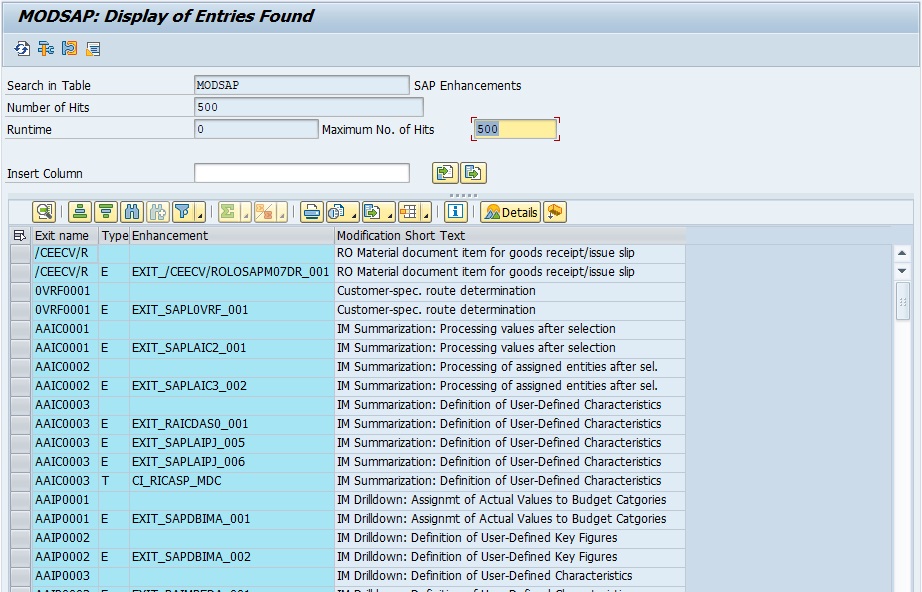 MODSAP: Display of Entries Found
Search in Table MODSAP SAP Enhancements
Number of Hits 500
Runtime 0 Maximum No. of Hits 500
Insert Column
Details
Exit name Type Enhancement Modification Short Text
/CEECV/R RO Material document item for goods receipt/issue slip
/CEECV/R E EXIT_/CEECV/ROLOSAPM07DR_001 RO Material document item for goods receipt/issue slip
0VRF0001 Customer-spec. route determination
0VRF0001 E EXIT_SAPL0VRF_001 Customer-spec. route determination
AAIC0001 IM Summarization: Processing values after selection
AAIC0001 E EXIT_SAPLAIC2_001 IM Summarization: Processing values after selection
AAIC0002 IM Summarization: Processing of assigned entities after sel.
AAIC0002 E EXIT_SAPLAIC3_002 IM Summarization: Processing of assigned entities after sel.
AAIC0003 IM Summarization: Definition of User-Defined Characteristics
AAIC0003 E EXIT_RAICDAS0_001 IM Summarization: Definition of User-Defined Characteristics
AAIC0003 E EXIT_SAPLAIPJ_005 IM Summarization: Definition of User-Defined Characteristics
AAIC0003 E EXIT_SAPLAIPJ_006 IM Summarization: Definition of User-Defined Characteristics
AAIC0003 T CI_RICASP_MDC IM Summarization: Definition of User-Defined Characteristics
AAIP0001 IM Drilldown: Assignmt of Actual Values to Budget Catgories
AAIP0001 E EXIT_SAPDBIMA_001 IM Drilldown: Assignmt of Actual Values to Budget Catgories
AAIP0002 IM Drilldown: Definition of User-Defined Key Figures
AAIP0002 E EXIT_SAPDBIMA_002 IM Drilldown: Definition of User-Defined Key Figures
AAIP0003 IM Drilldown: Definition of User-Defined Characteristics